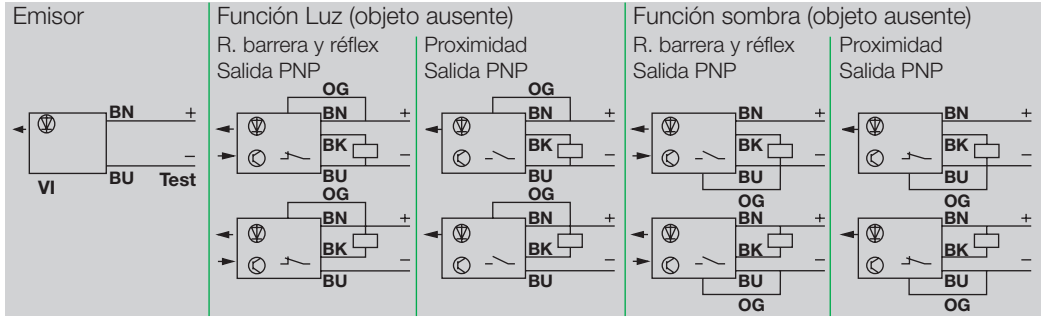 Emisor
Función Luz (objeto ausente)
Función sombra (objeto ausente)
R. barrera y réflex
Salida PNP
Proximidad
Salida PNP
R. barrera y réflex
Salida PNP
Proximidad
Salida PNP
BN +
–
VI
BU Test
OG
BN +
BK
–
BU
OG
BN +
BK
–
BU
BN +
BK
–
BU
OG
BN +
BK
–
BU
OG
OG
BN +
BK
–
BU
OG
BN +
BK
–
BU
BN +
BK
–
BU
OG
BN +
BK
–
BU
OG